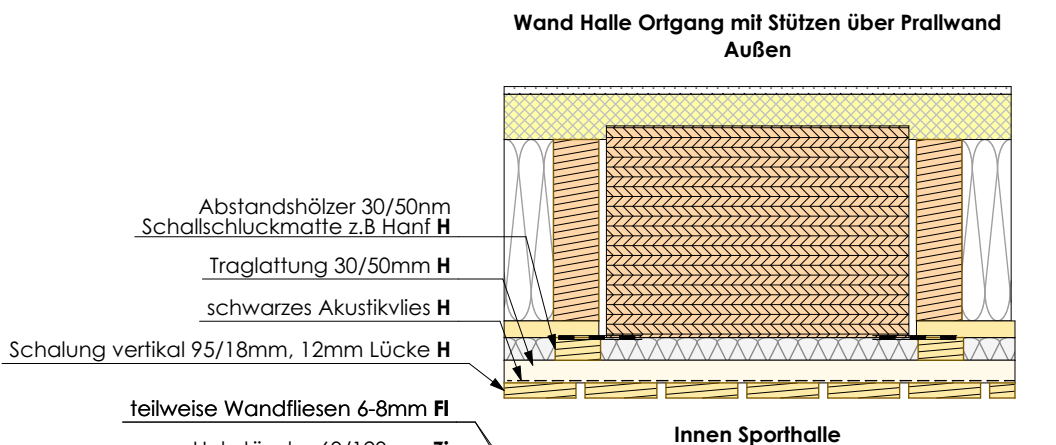 Wand Halle Ortgang mit Stützen über Prallwand
Außen
Abstandshölzer 30/50nm
Schallschluckmatte z.B Hanf H
Traglattung 30/50mm H
schwarzes Akustikvlies H
Schalung vertikal 95/18mm, 12mm Lücke H
teilweise Wandfliesen 6-8mm Fl
Innen Sporthalle